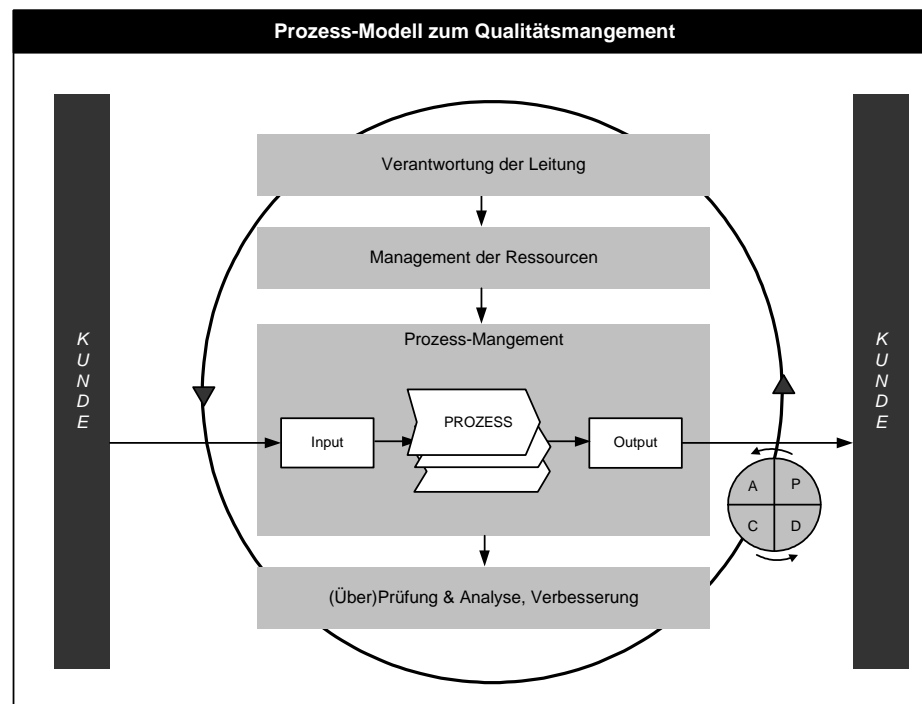 Prozess-Modell zum Qualitätsmangement
Verantwortung der Leitung
Management der Ressourcen
K
U
N
D
E
Prozess-Mangement
Input
PROZESS
Output
K
U
N
D
E
A P
C D
(Über)Prüfung & Analyse, Verbesserung